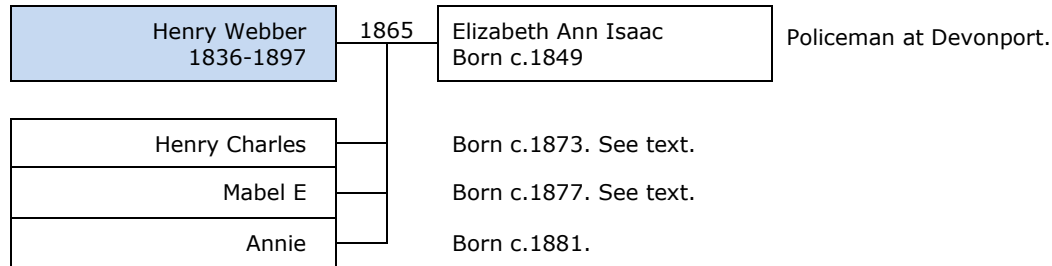 Henry Webber
1836-1897
1865
Elizabeth Ann Isaac
Born c.1849
Policeman at Devonport.
Henry Charles
Born c.1873. See text.
Mabel E
Born c.1877. See text.
Annie
Born c.1881.